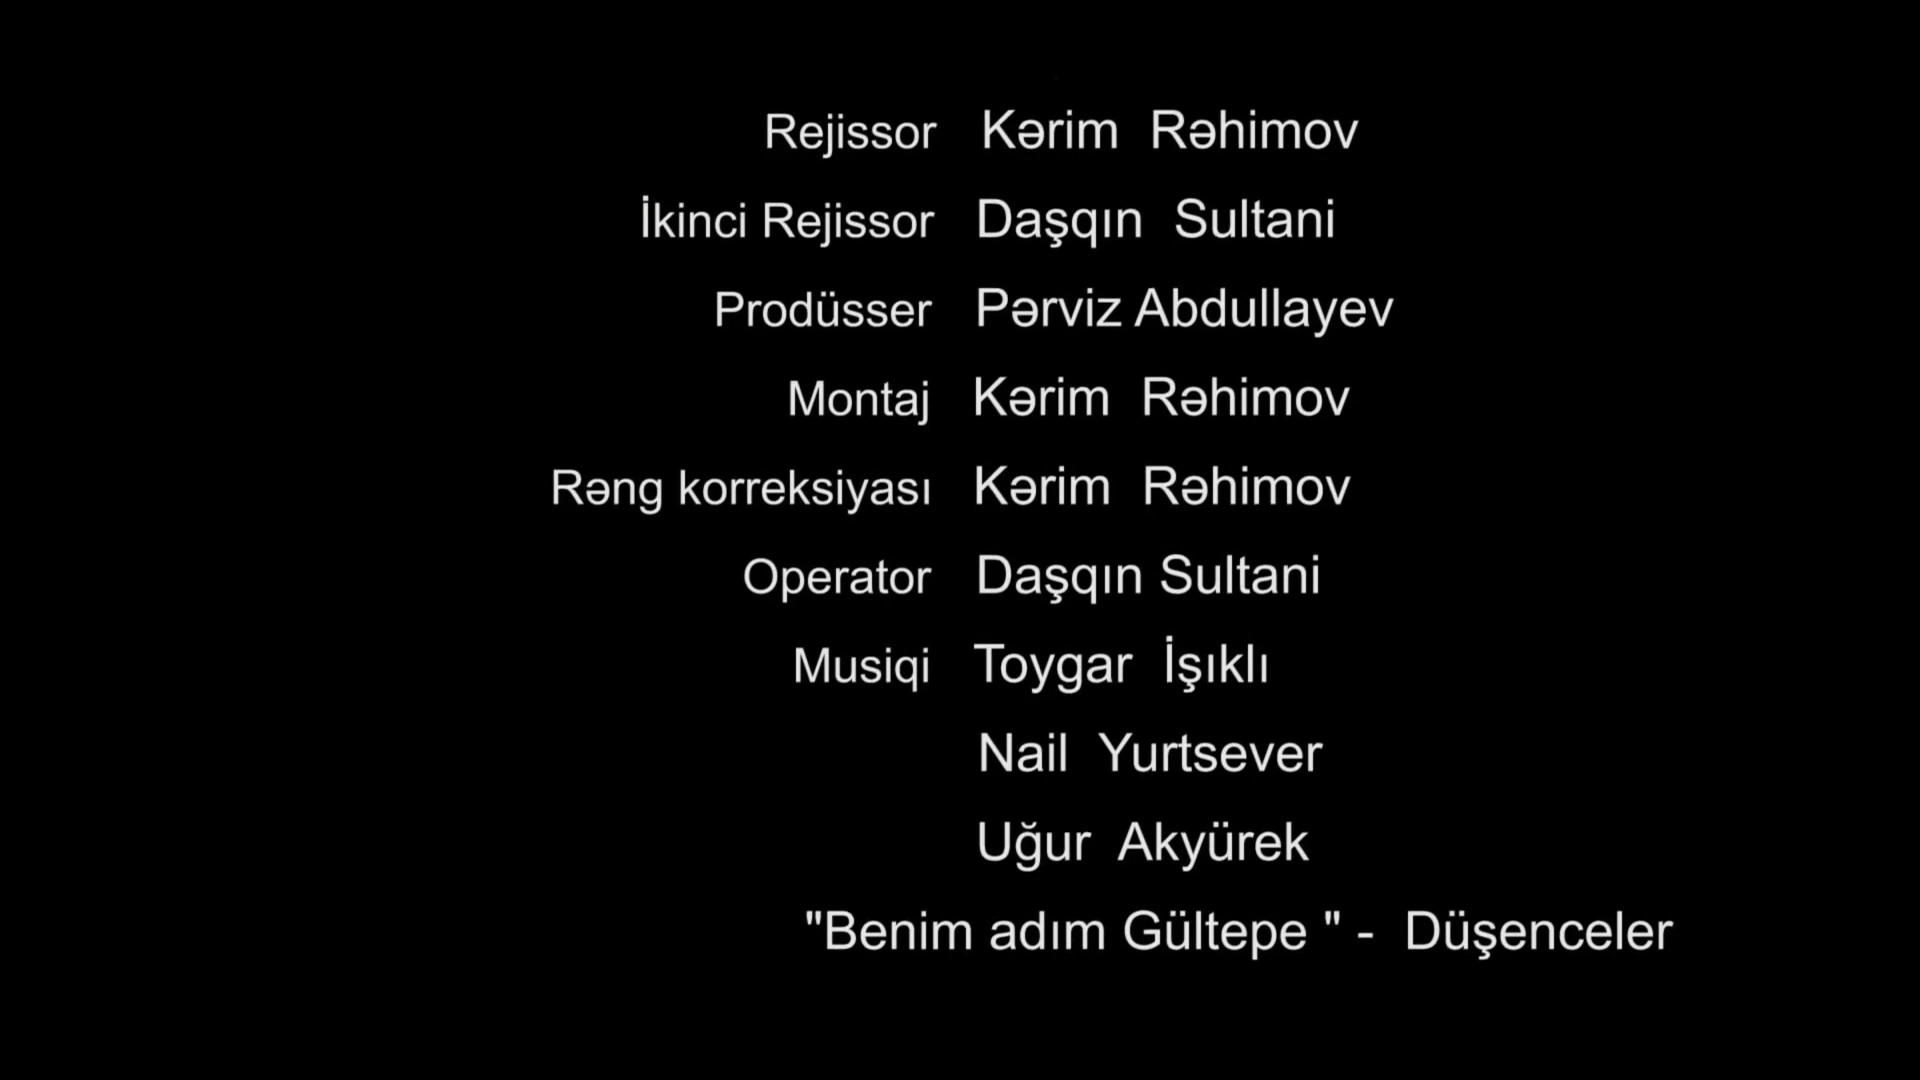 Rejissor Kərim Rəhimov
İkinci Rejissor Daşqın Sultani
Prodüsser Pərviz Abdullayev
Montaj Kərim Rəhimov
Rəng korreksiyası Kərim Rəhimov
Operator Daşqın Sultani
Musiqi Toygar İşıklı
Nail Yurtsever
Uğur Akyürek
"Benim adım Gültepe " - Düşenceler